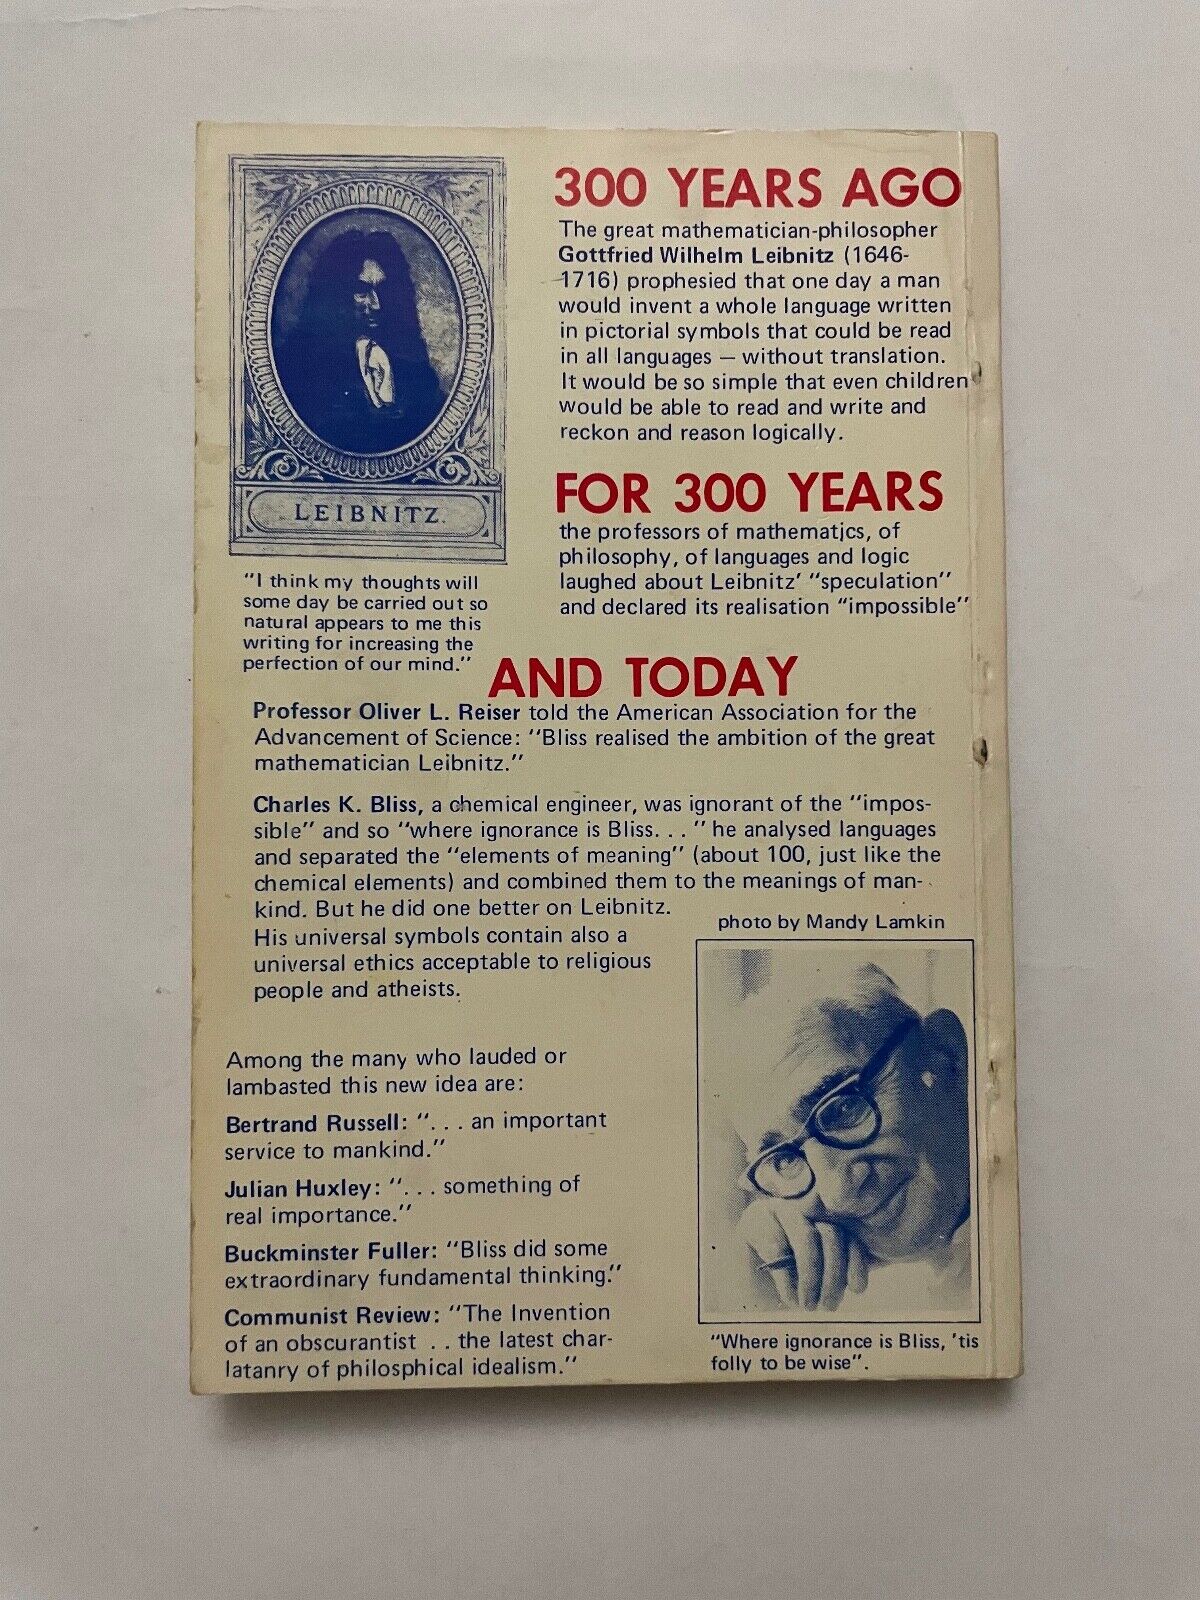 LEIBNITZ.
"I think my thoughts will
some day be carried out so
natural appears to me this
writing for increasing the
perfection of our mind."
300 YEARS AGO
The great mathematician-philosopher
Gottfried Wilhelm Leibnitz (1646-
1716) prophesied that one day a man
would invent a whole language written
in pictorial symbols that could be read
in all languages — without translation.
It would be so simple that even children
would be able to read and write and
reckon and reason logically.
FOR 300 YEARS
the professors of mathematics, of
philosophy, of languages and logic
laughed about Leibnitz' "speculation"
and declared its realisation "impossible"
AND TODAY
Professor Oliver L. Reiser told the American Association for the
Advancement of Science: "Bliss realised the ambition of the great
mathematician Leibnitz."
Charles K. Bliss, a chemical engineer, was ignorant of the "impos-
sible" and so "where ignorance is Bliss. . . " he analysed languages
and separated the "elements of meaning" (about 100, just like the
chemical elements) and combined them to the meanings of man-
kind. But he did one better on Leibnitz.
His universal symbols contain also a
universal ethics acceptable to religious
people and atheists.
Among the many who lauded or
lambasted this new idea are:
Bertrand Russell: ". . . an important
service to mankind."
Julian Huxley: ". . . something of
real importance."
Buckminster Fuller: "Bliss did some
extraordinary fundamental thinking."
Communist Review: "The Invention
of an obscurantist . . the latest char-
latanry of philosphical idealism."
photo by Mandy Lamkin
"Where ignorance is Bliss, 'tis
folly to be wise".